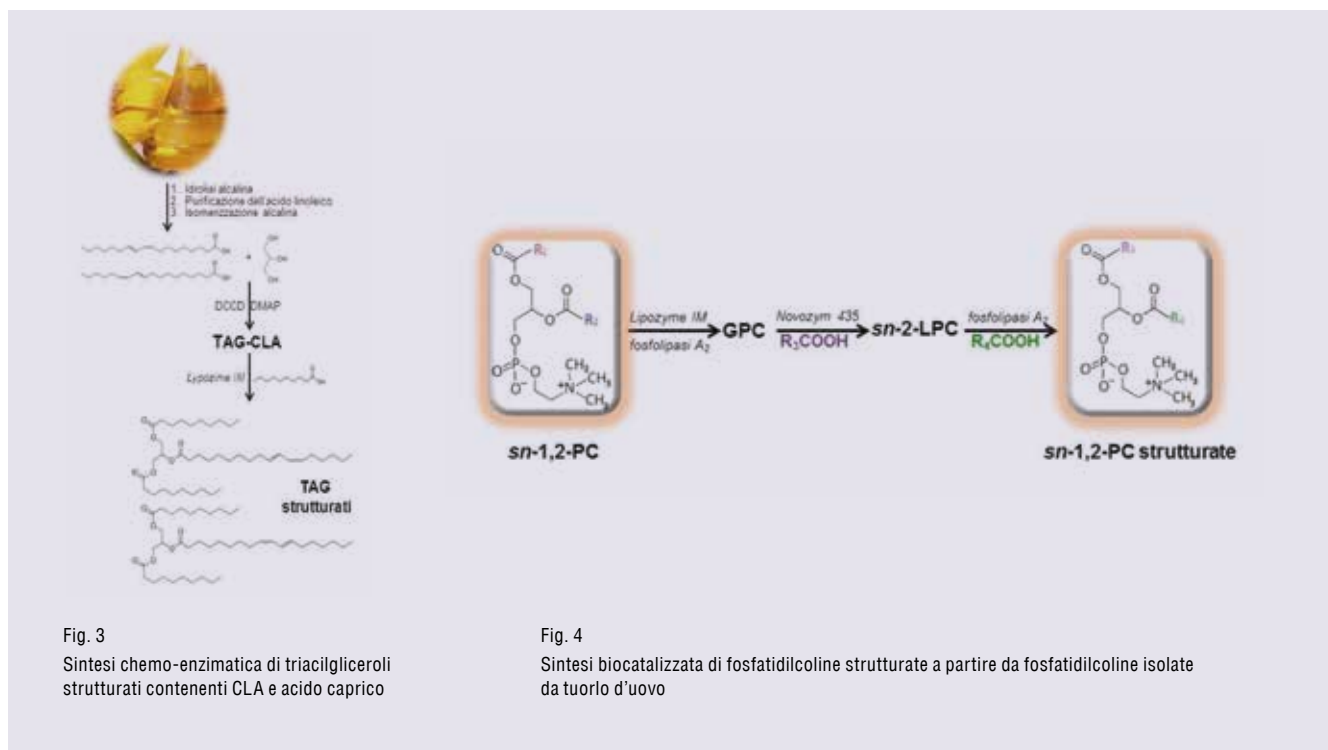 1. Idrolisi alcalina
2. Purificazione dell'acido linoleico
3. Isomerizzazione alcalina
+
DCCD DMAP
TAG-CLA
Lypozime IM
TAG
strutturati
Lipozyme IM
fosfolipasi A₂
GPC
Novozym 435
R₃COOH
sn-2-LPC
fosfolipasi A₂
R₄COOH
sn-1,2-PC
sn-1,2-PC strutturate
Fig. 3
Sintesi chemo-enzimatica di triacilgliceroli
strutturati contenenti CLA e acido caprico
Fig. 4
Sintesi biocatalizzata di fosfatidilcoline strutturate a partire da fosfatidilcoline isolate
da tuorlo d'uovo